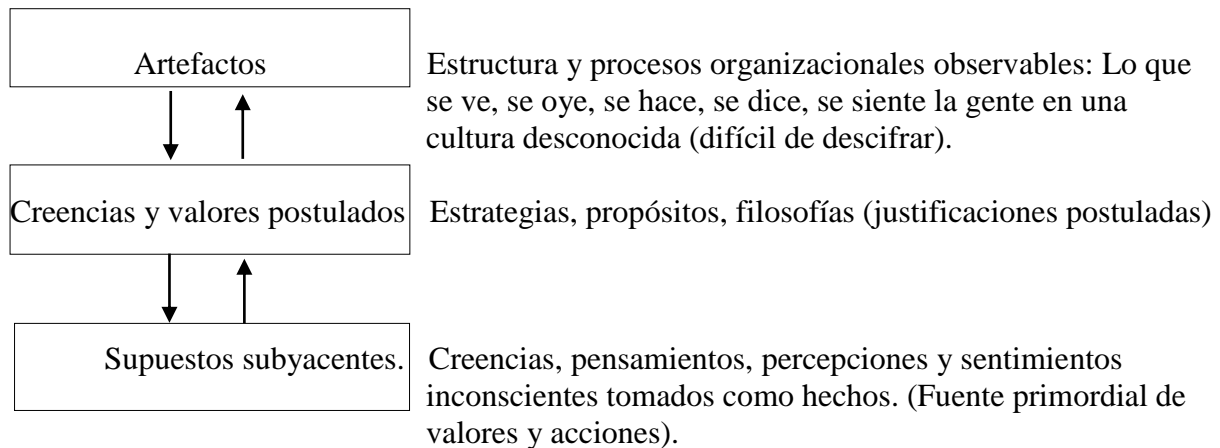 Artefactos
Estructura y procesos organizacionales observables: Lo que
se ve, se oye, se hace, se dice, se siente la gente en una
cultura desconocida (difícil de descifrar).
Creencias y valores postulados
Estrategias, propósitos, filosofías (justificaciones postuladas)
Supuestos subyacentes.
Creencias, pensamientos, percepciones y sentimientos
inconscientes tomados como hechos. (Fuente primordial de
valores y acciones).